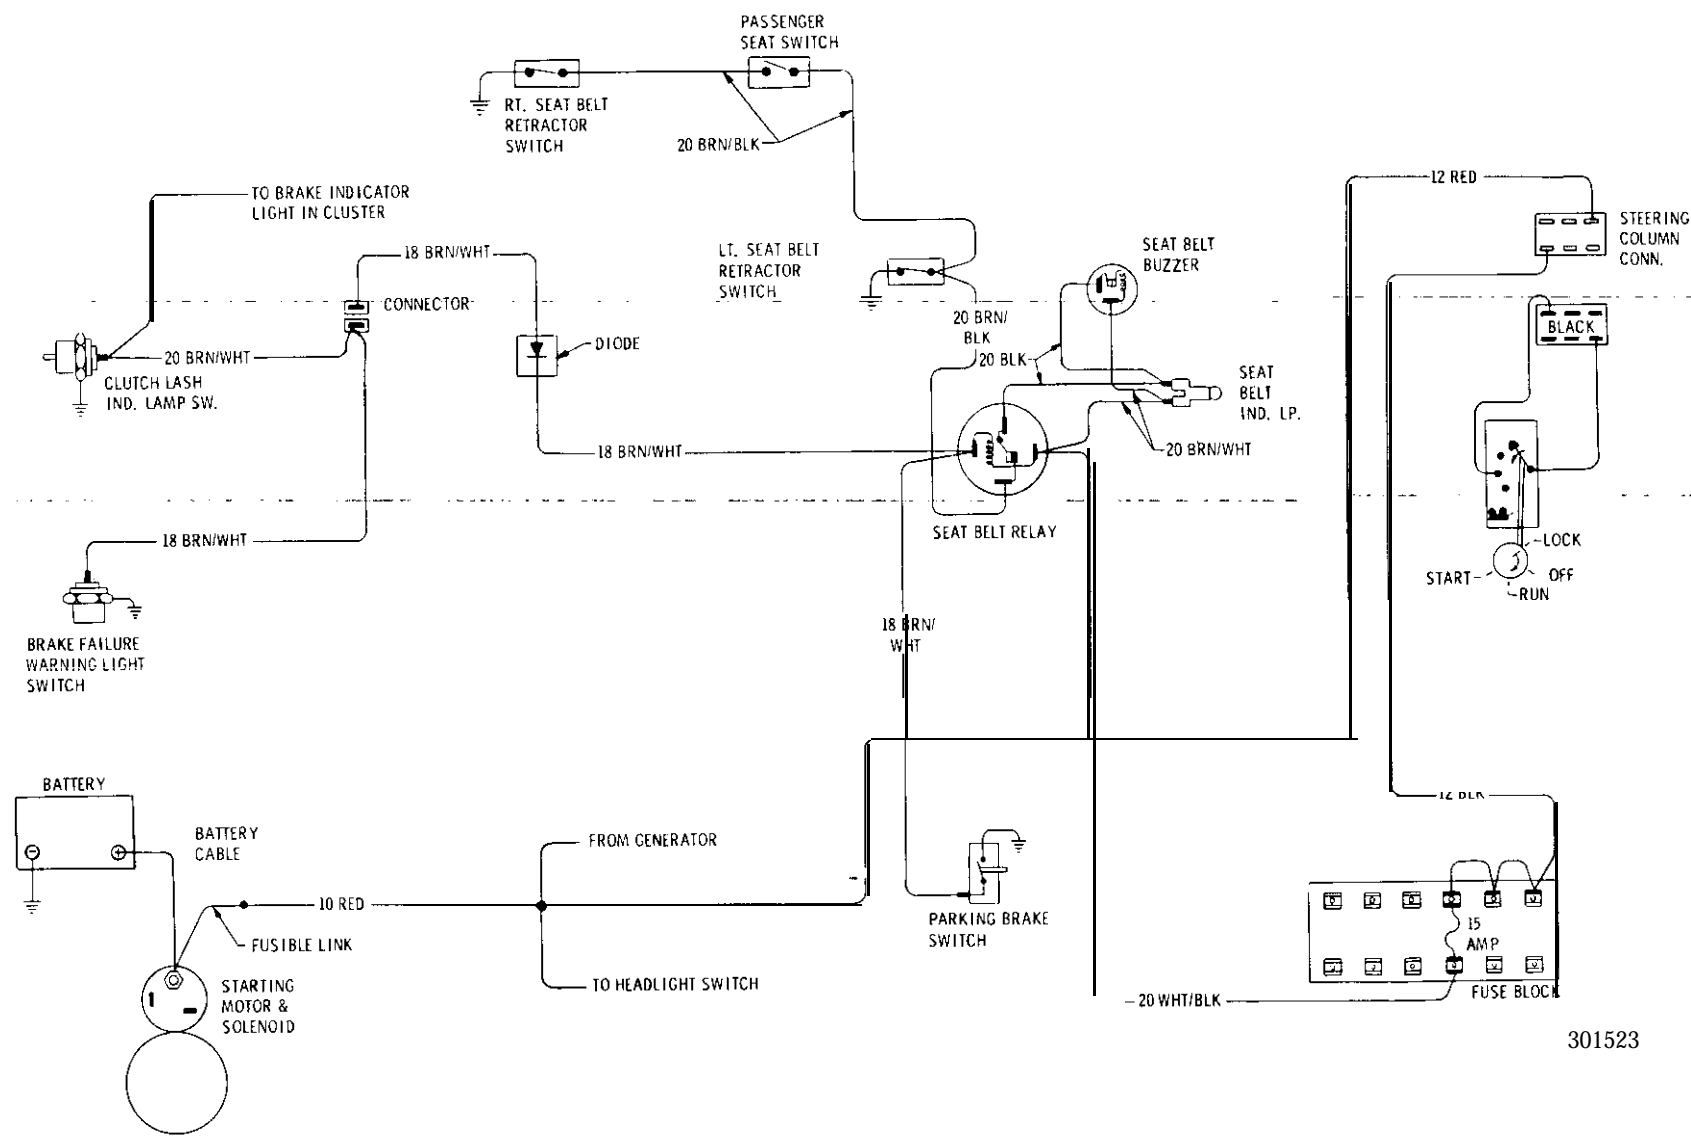 PASSENGER
SEAT SWITCH
RT. SEAT BELT
RETRACTOR
SWITCH
20 BRN/BLK
TO BRAKE INDICATOR
LIGHT IN CLUSTER
12 RED
STEERING
COLUMN
CONN.
18 BRN/WHT
LT. SEAT BELT
RETRACTOR
SWITCH
SEAT BELT
BUZZER
CONNECTOR
20 BRN/
BLK
BLACK
20 BRN/WHT
DIODE
20 BLK
CLUTCH LASH
IND. LAMP SW.
SEAT
BELT
IND. LP.
18 BRN/WHT
20 BRN/WHT
SEAT BELT RELAY
18 BRN/WHT
LOCK
START
OFF
RUN
18 BRN/
WHT
BRAKE FAILURE
WARNING LIGHT
SWITCH
BATTERY
12 BLK
BATTERY
CABLE
FROM GENERATOR
10 RED
PARKING BRAKE
SWITCH
15
AMP
FUSIBLE LINK
TO HEADLIGHT SWITCH
STARTING
MOTOR &
SOLENOID
20 WHT/BLK
FUSE BLOCK
301523